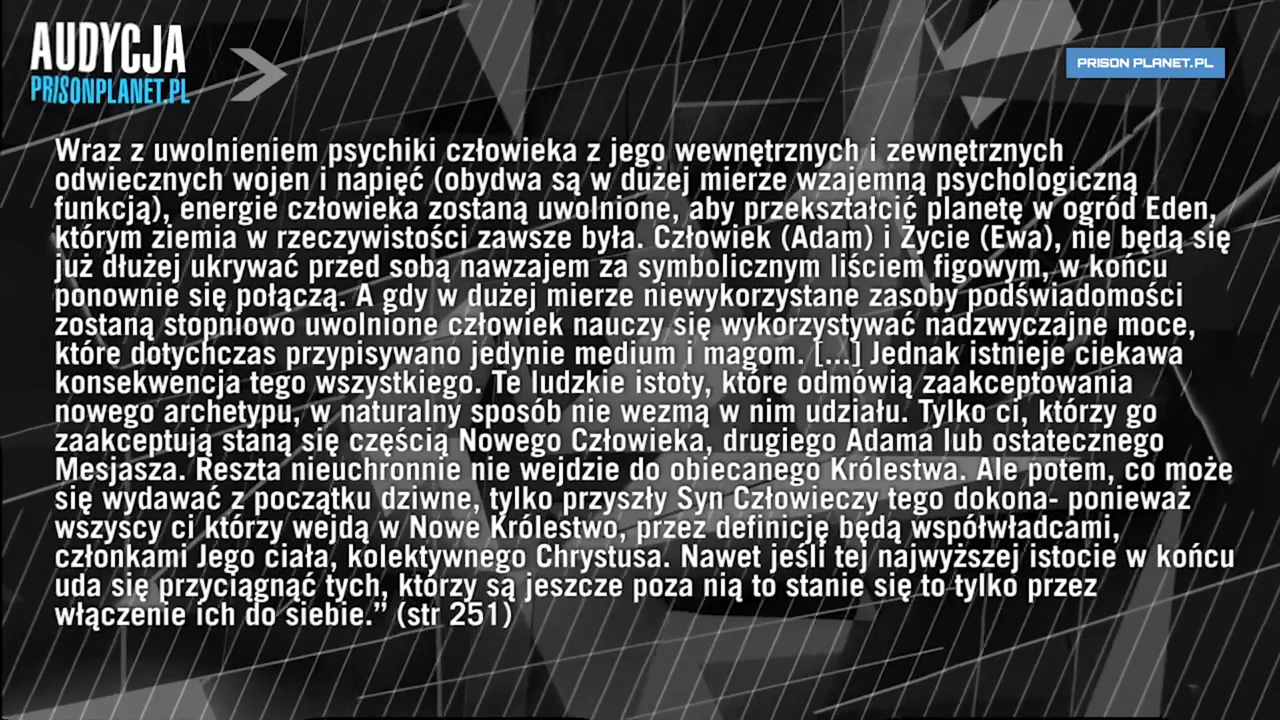 AUDYCJA
PRISONPLANET.PL
PRISON PLANET.PL
Wraz z uwolnieniem psychiki człowieka z jego wewnętrznych i zewnętrznych
odwiecznych wojen i napięć (obydwa są w dużej mierze wzajemną psychologiczną
funkcją), energie człowieka zostaną uwolnione, aby przekształcić planetę w ogród Eden,
którym ziemia w rzeczywistości zawsze była. Człowiek (Adam) i Życie (Ewa), nie będą się
już dłużej ukrywać przed sobą nawzajem za symbolicznym liściem figowym, w końcu
ponownie się połączą. A gdy w dużej mierze niewykorzystane zasoby podświadomości
zostaną stopniowo uwolnione człowiek nauczy się wykorzystywać nadzwyczajne moce,
które dotychczas przypisywano jedynie medium i magom. [...] Jednak istnieje ciekawa
konsekwencja tego wszystkiego. Te ludzkie istoty, które odmówią zaakceptowania
nowego archetypu, w naturalny sposób nie wezmą w nim udziału. Tylko ci, którzy go
zaakceptują staną się częścią Nowego Człowieka, drugiego Adama lub ostatecznego
Mesjasza. Reszta nieuchronnie nie wejdzie do obiecanego Królestwa. Ale potem, co może
się wydawać z początku dziwne, tylko przyszły Syn Człowieczy tego dokona- ponieważ
wszyscy ci którzy wejdą w Nowe Królestwo, przez definicję będą współwładcami,
członkami Jego ciała, kolektywnego Chrystusa. Nawet jeśli tej najwyższej istocie w końcu
uda się przyciągnąć tych, którzy są jeszcze poza nią to stanie się to tylko przez
włączenie ich do siebie.” (str 251)